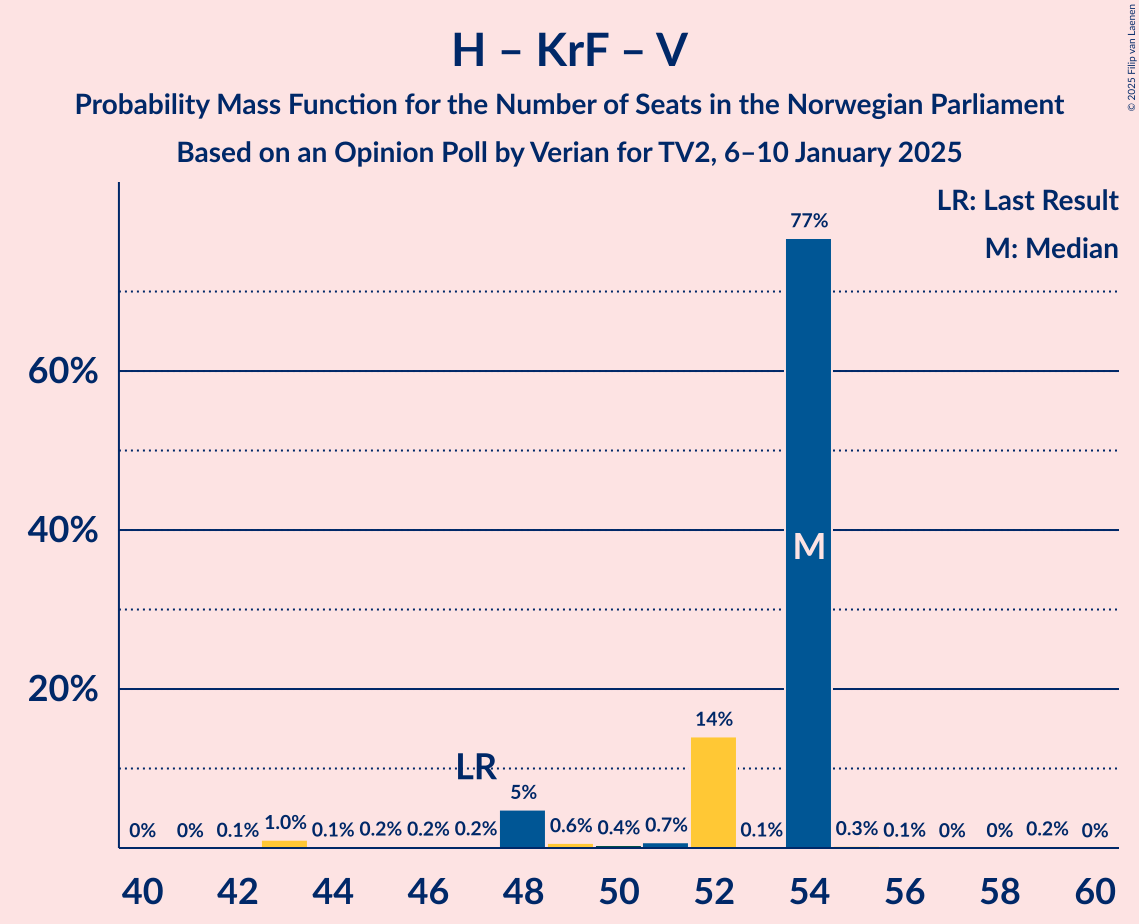 H – KrF – V
Probability Mass Function for the Number of Seats in the Norwegian Parliament
Based on an Opinion Poll by Verian for TV2, 6–10 January 2025
© 2025 Filip van Laenen
LR: Last Result
M: Median
60%
40%
20%
0% 0% 0.1% 1.0% 0.1% 0.2% 0.2% 0.2% 5% 0.6% 0.4% 0.7% 14% 0.1% 77% 0.3% 0.1% 0% 0% 0.2% 0%
LR
M
40 42 44 46 48 50 52 54 56 58 60